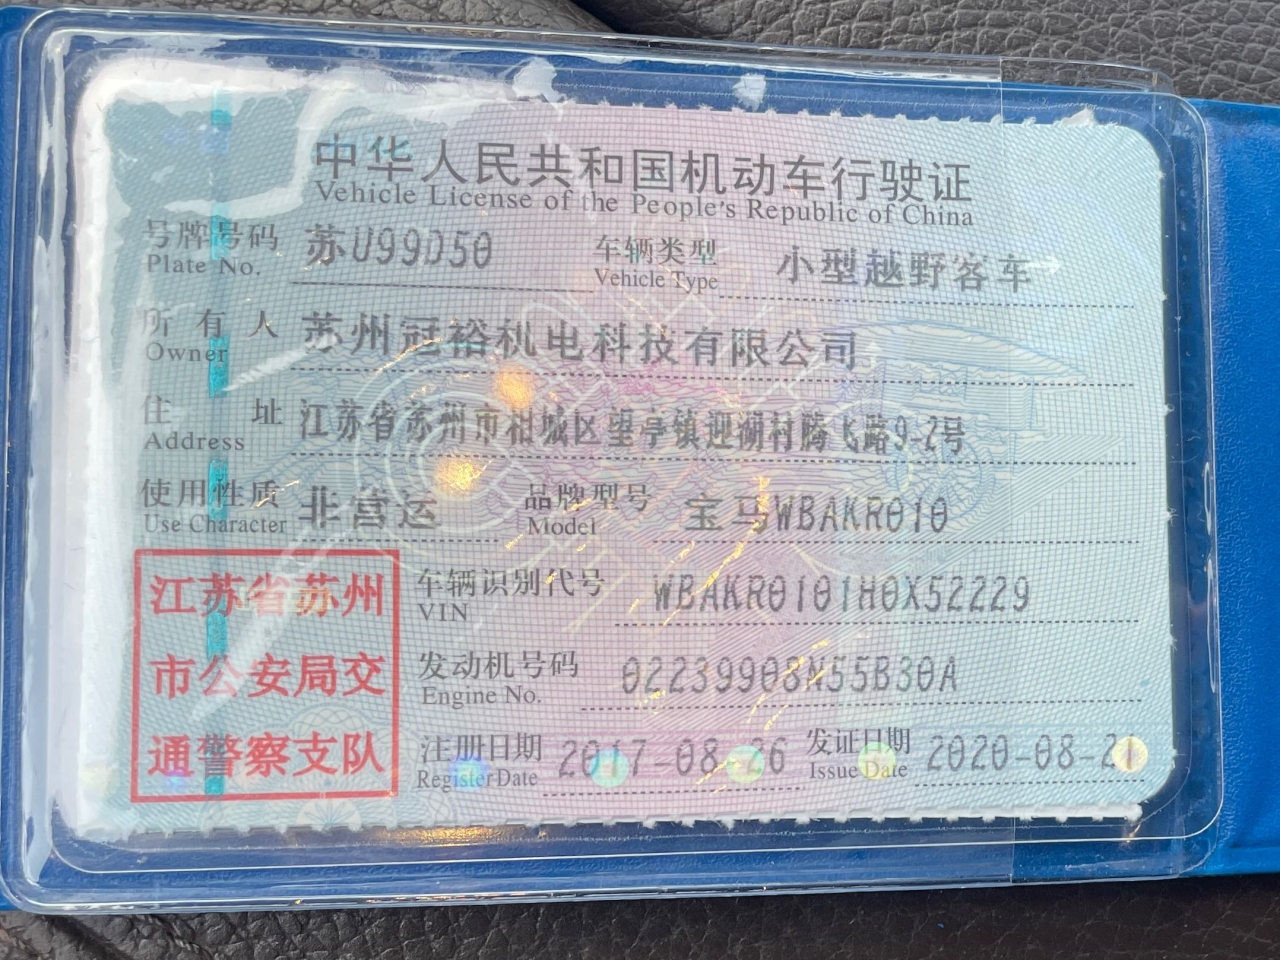 中华人民共和国机动车行驶证
Vehicle License of the People's Republic of China
号牌号码 苏U99D50 车辆类型 小型越野客车
Plate No. Vehicle Type
所有人 苏州冠裕机电科技有限公司
Owner
住址 江苏省苏州市相城区望亭镇迎湖村腾飞路9-2号
Address
使用性质 非营运 品牌型号 宝马WBAKR010
Use Character Model
江苏省苏州
市公安局交
通警察支队
车辆识别代号 WBAKR0101H0X52229
VIN
发动机号码 02239908N55B30A
Engine No.
注册日期 2017-08-26 发证日期 2020-08-21
Register Date Issue Date